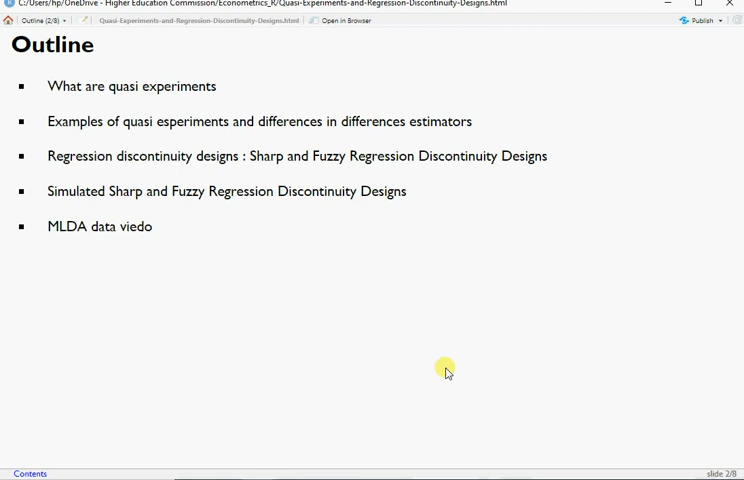 C:/Users/hp/OneDrive - Higher Education Commission/Econometrics_R/Quasi-Experiments-and-Regression-Discontinuity-Designs.html
Outline (2/8) Quasi-Experiments-and-Regression-Discontinuity-Designs.html Open in Browser Publish
Outline
What are quasi experiments
Examples of quasi esperiments and differences in differences estimators
Regression discontinuity designs : Sharp and Fuzzy Regression Discontinuity Designs
Simulated Sharp and Fuzzy Regression Discontinuity Designs
MLDA data viedo
Contents slide 2/8